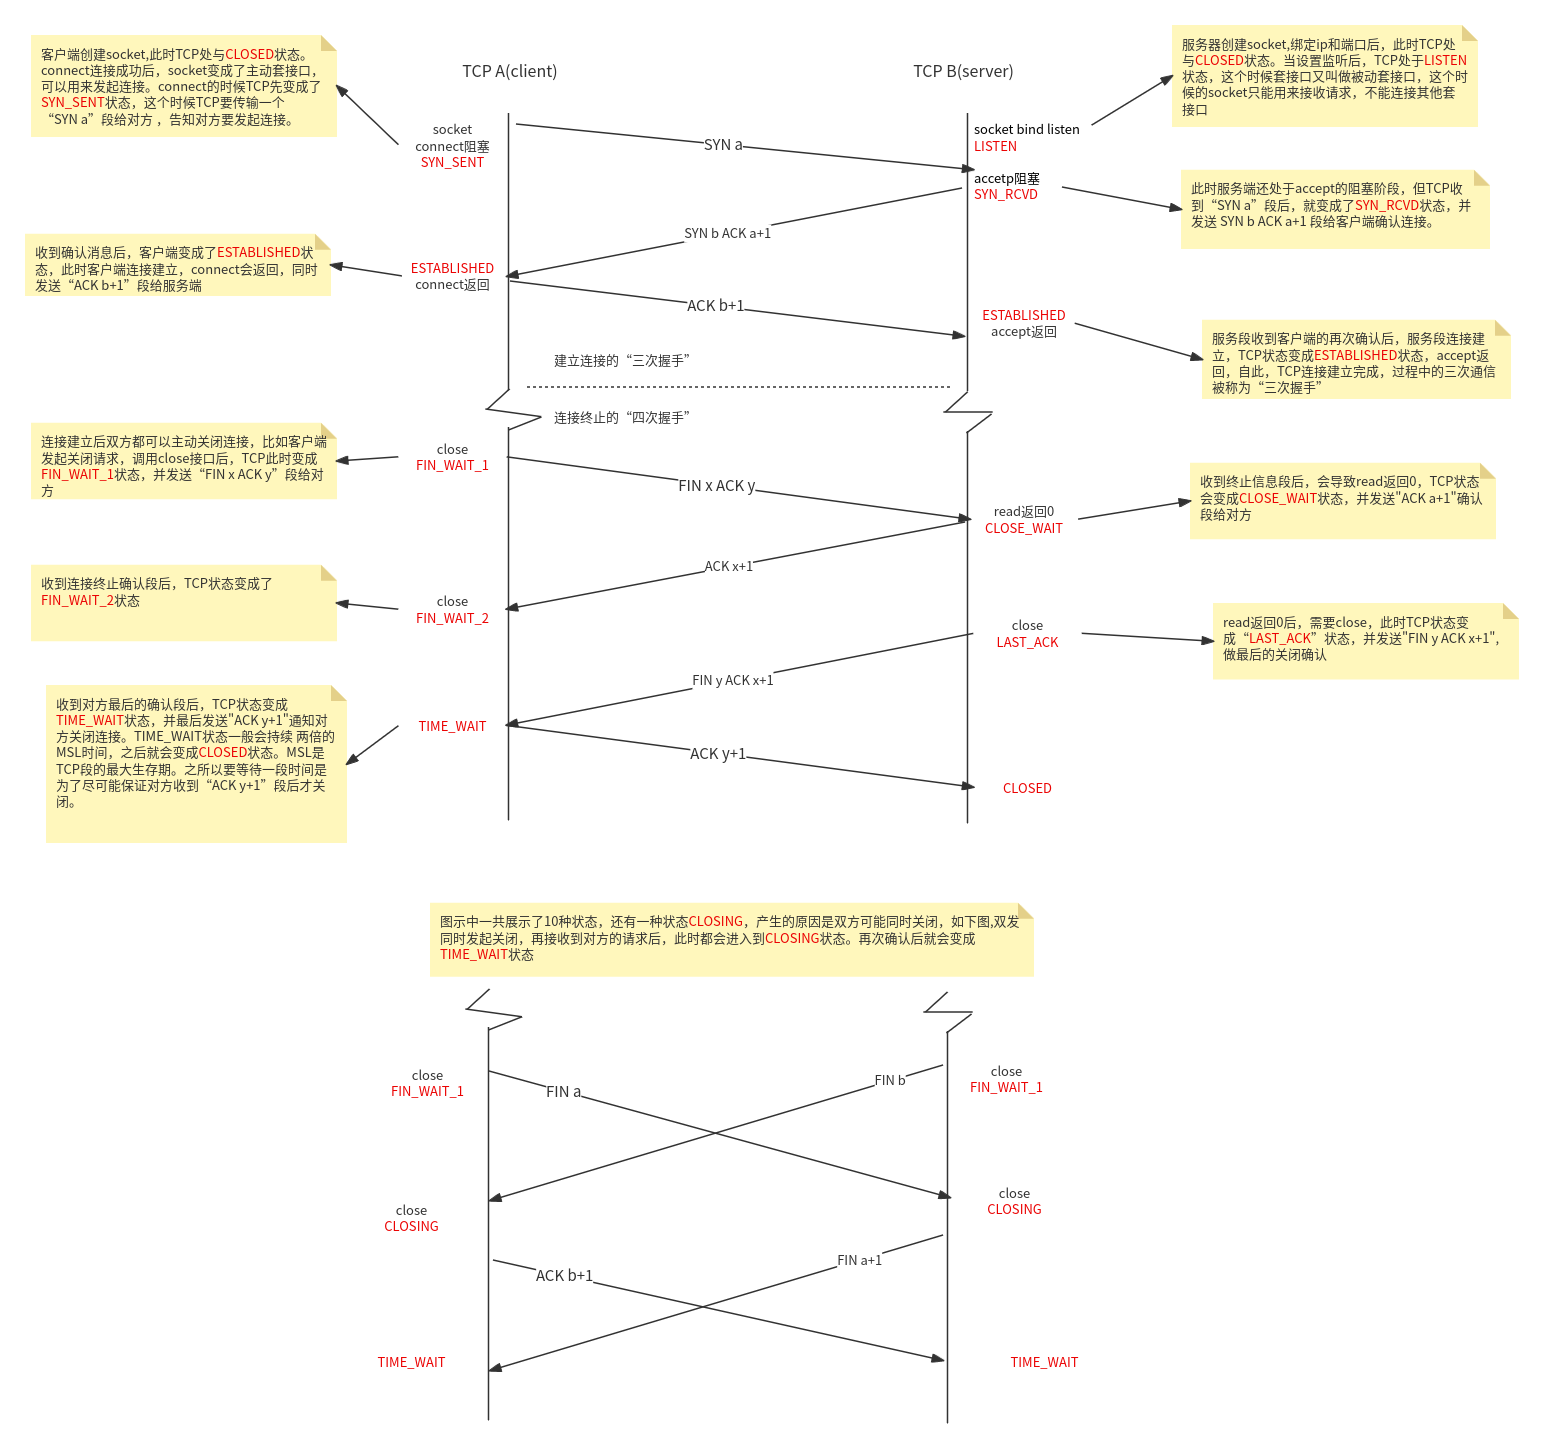 客户端创建socket,此时TCP处与CLOSED状态。
connect连接成功后，socket变成了主动套接口，
可以用来发起连接。connect的时候TCP先变成了
SYN_SENT状态，这个时候TCP要传输一个
“SYN a”段给对方 ，告知对方要发起连接。
TCP A(client)
TCP B(server)
服务器创建socket,绑定ip和端口后，此时TCP处
与CLOSED状态。当设置监听后，TCP处于LISTEN
状态，这个时候套接口又叫做被动套接口，这个时
候的socket只能用来接收请求，不能连接其他套
接口
socket
connect阻塞
SYN_SENT
SYN a
socket bind listen
LISTEN
accetp阻塞
SYN_RCVD
此时服务端还处于accept的阻塞阶段，但TCP收
到“SYN a”段后，就变成了SYN_RCVD状态，并
发送 SYN b ACK a+1 段给客户端确认连接。
SYN b ACK a+1
收到确认消息后，客户端变成了ESTABLISHED状
态，此时客户端连接建立，connect会返回，同时
发送“ACK b+1”段给服务端
ESTABLISHED
connect返回
ACK b+1
ESTABLISHED
accept返回
服务段收到客户端的再次确认后，服务段连接建
立，TCP状态变成ESTABLISHED状态，accept返
回，自此，TCP连接建立完成，过程中的三次通信
被称为“三次握手”
建立连接的“三次握手”
连接终止的“四次握手”
连接建立后双方都可以主动关闭连接，比如客户端
发起关闭请求，调用close接口后，TCP此时变成
FIN_WAIT_1状态，并发送“FIN x ACK y”段给对
方
close
FIN_WAIT_1
FIN x ACK y
read返回0
CLOSE_WAIT
收到终止信息段后，会导致read返回0，TCP状态
会变成CLOSE_WAIT状态，并发送"ACK a+1"确认
段给对方
ACK x+1
收到连接终止确认段后，TCP状态变成了
FIN_WAIT_2状态
close
FIN_WAIT_2
close
LAST_ACK
read返回0后，需要close，此时TCP状态变
成“LAST_ACK”状态，并发送"FIN y ACK x+1",
做最后的关闭确认
FIN y ACK x+1
收到对方最后的确认段后，TCP状态变成
TIME_WAIT状态，并最后发送"ACK y+1"通知对
方关闭连接。TIME_WAIT状态一般会持续 两倍的
MSL时间，之后就会变成CLOSED状态。MSL是
TCP段的最大生存期。之所以要等待一段时间是
为了尽可能保证对方收到“ACK y+1”段后才关
闭。
TIME_WAIT
ACK y+1
CLOSED
图示中一共展示了10种状态，还有一种状态CLOSING，产生的原因是双方可能同时关闭，如下图,双发
同时发起关闭，再接收到对方的请求后，此时都会进入到CLOSING状态。再次确认后就会变成
TIME_WAIT状态
close
FIN_WAIT_1
FIN a
FIN b
close
FIN_WAIT_1
close
CLOSING
close
CLOSING
ACK b+1
FIN a+1
TIME_WAIT
TIME_WAIT